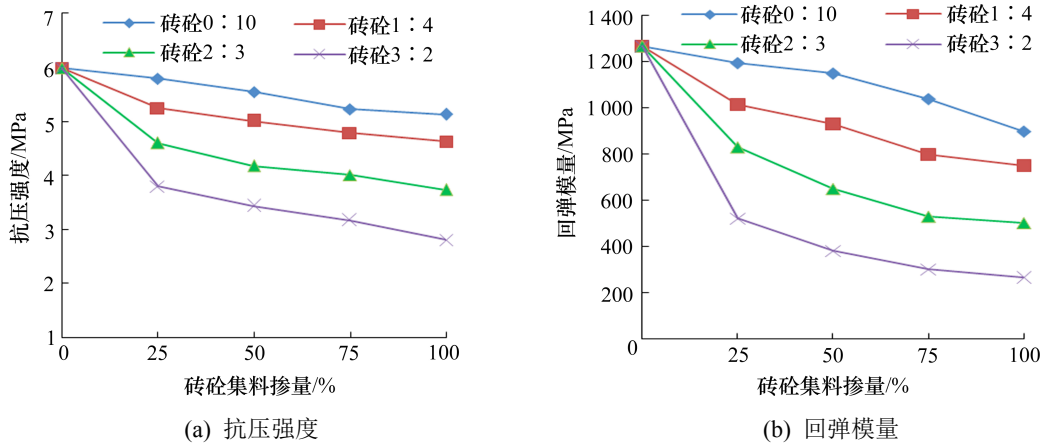 砖砼0∶10
砖砼1∶4
砖砼2∶3
砖砼3∶2
7
6
5
4
3
2
1
抗压强度/MPa
0
25
50
75
100
砖砼集料掺量/%
(a) 抗压强度
砖砼0∶10
砖砼1∶4
砖砼2∶3
砖砼3∶2
1 400
1 200
1 000
800
600
400
200
0
回弹模量/MPa
0
25
50
75
100
砖砼集料掺量/%
(b) 回弹模量